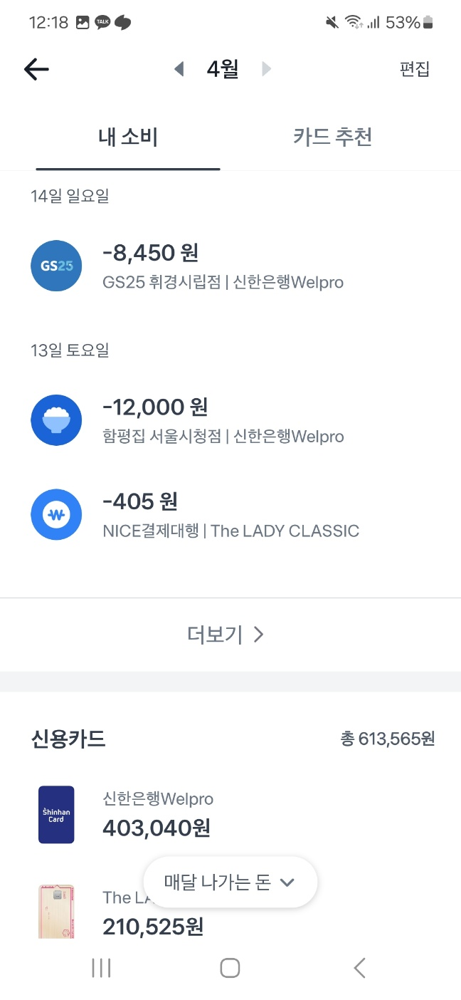 12:18 TALK 53%
4월 편집
내 소비 카드 추천
14일 일요일
GS25
-8,450 원
GS25 휘경시립점 | 신한은행Welpro
13일 토요일
-12,000 원
함평집 서울시청점 | 신한은행Welpro
-405 원
NICE결제대행 | The LADY CLASSIC
더보기
신용카드 총 613,565원
Shinhan
Card
신한은행Welpro
403,040원
매달 나가는 돈
The LA
210,525원